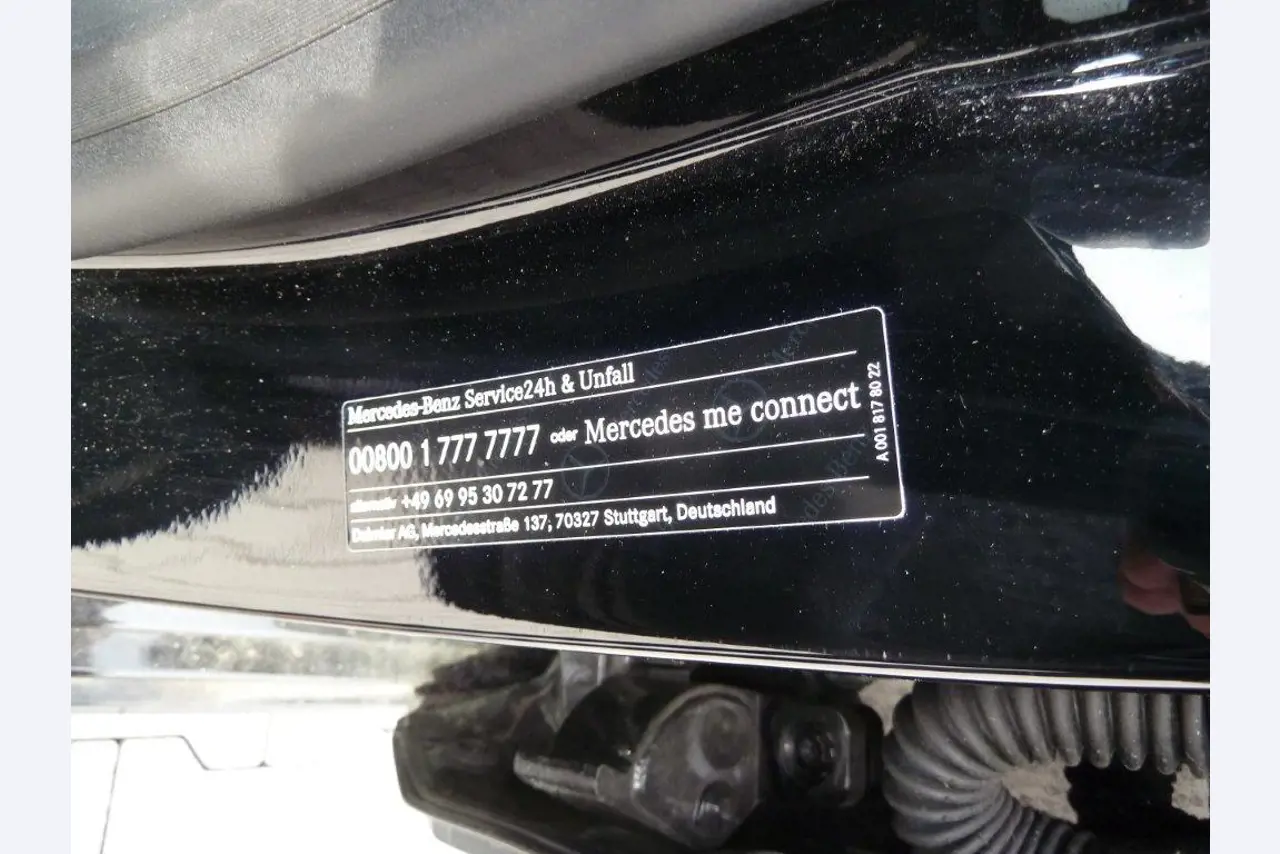 Mercedes-Benz Service24h & Unfall
00800 1 777 7777 oder Mercedes me connect
alternativ +49 69 95 30 72 77
Daimler AG, Mercedesstraße 137, 70327 Stuttgart, Deutschland
A 001 817 80 22